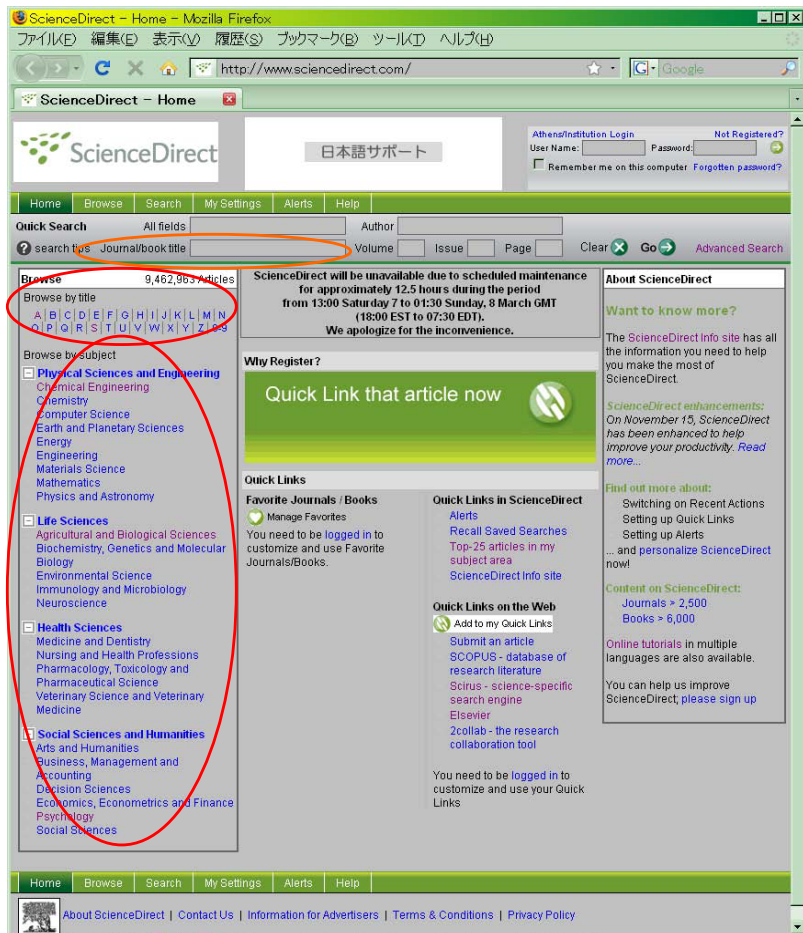 ScienceDirect - Home - Mozilla Firefox
ファイル(F) 編集(E) 表示(V) 履歴(S) ブックマーク(B) ツール(T) ヘルプ(H)
http://www.sciencedirect.com/
Google
ScienceDirect - Home
ScienceDirect
日本語サポート
Athens/Institution Login Not Registered?
User Name: Password:
Remember me on this computer Forgotten password?
Home Browse Search My Settings Alerts Help
Quick Search All fields Author
search tips Journal/book title Volume Issue Page Clear Go Advanced Search
Browse 9,462,963 Articles
Browse by title
A | B | C | D | E | F | G | H | I | J | K | L | M | N
O | P | Q | R | S | T | U | V | W | X | Y | Z | 0-9
Browse by subject
Physical Sciences and Engineering
Chemical Engineering
Chemistry
Computer Science
Earth and Planetary Sciences
Energy
Engineering
Materials Science
Mathematics
Physics and Astronomy
Life Sciences
Agricultural and Biological Sciences
Biochemistry, Genetics and Molecular
Biology
Environmental Science
Immunology and Microbiology
Neuroscience
Health Sciences
Medicine and Dentistry
Nursing and Health Professions
Pharmacology, Toxicology and
Pharmaceutical Science
Veterinary Science and Veterinary
Medicine
Social Sciences and Humanities
Arts and Humanities
Business, Management and
Accounting
Decision Sciences
Economics, Econometrics and Finance
Psychology
Social Sciences
ScienceDirect will be unavailable due to scheduled maintenance
for approximately 12.5 hours during the period
from 13:00 Saturday 7 to 01:30 Sunday, 8 March GMT
(18:00 EST to 07:30 EDT).
We apologize for the inconvenience.
Why Register?
Quick Link that article now
Quick Links
Favorite Journals / Books
Manage Favorites
You need to be logged in to
customize and use Favorite
Journals/Books.
Quick Links in ScienceDirect
Alerts
Recall Saved Searches
Top-25 articles in my
subject area
ScienceDirect Info site
Quick Links on the Web
Add to my Quick Links
Submit an article
SCOPUS - database of
research literature
Scirus - science-specific
search engine
Elsevier
2collab - the research
collaboration tool
You need to be logged in to
customize and use your Quick
Links
About ScienceDirect
Want to know more?
The ScienceDirect Info site has all
the information you need to help
you make the most of
ScienceDirect.
ScienceDirect enhancements:
On November 15, ScienceDirect
has been enhanced to help
improve your productivity. Read
more...
Find out more about:
Switching on Recent Actions
Setting up Quick Links
Setting up Alerts
... and personalize ScienceDirect
now!
Content on ScienceDirect:
Journals > 2,500
Books > 6,000
Online tutorials in multiple
languages are also available.
You can help us improve
ScienceDirect; please sign up
Home Browse Search My Settings Alerts Help
About ScienceDirect | Contact Us | Information for Advertisers | Terms & Conditions | Privacy Policy